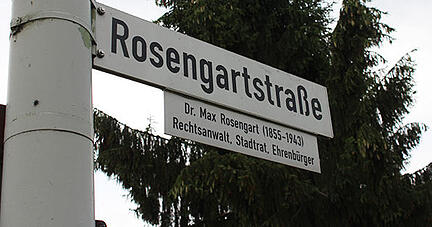 Rosengartstraße
Dr. Max Rosengart (1855-1943)
Rechtsanwalt, Stadtrat, Ehrenbürger